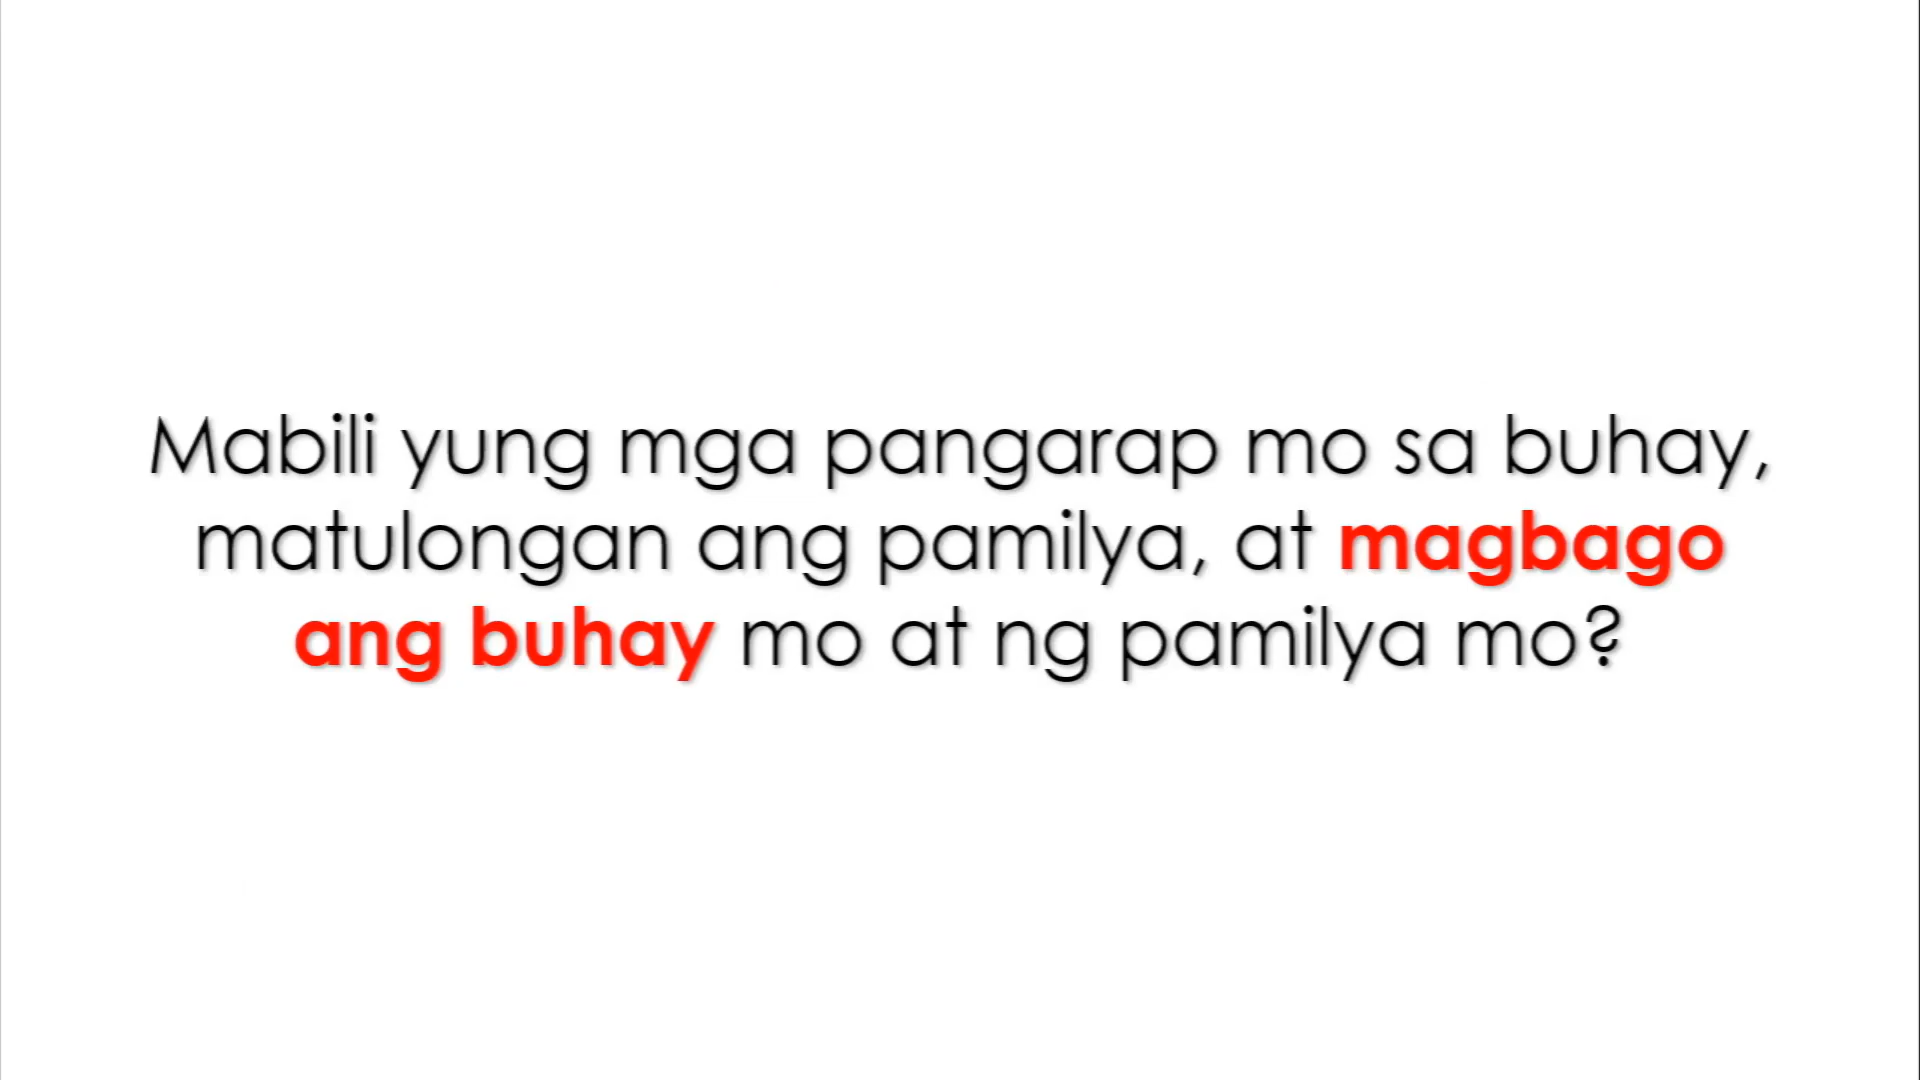 Mabili yung mga pangarap mo sa buhay,
matulongan ang pamilya, at magbago
ang buhay mo at ng pamilya mo?